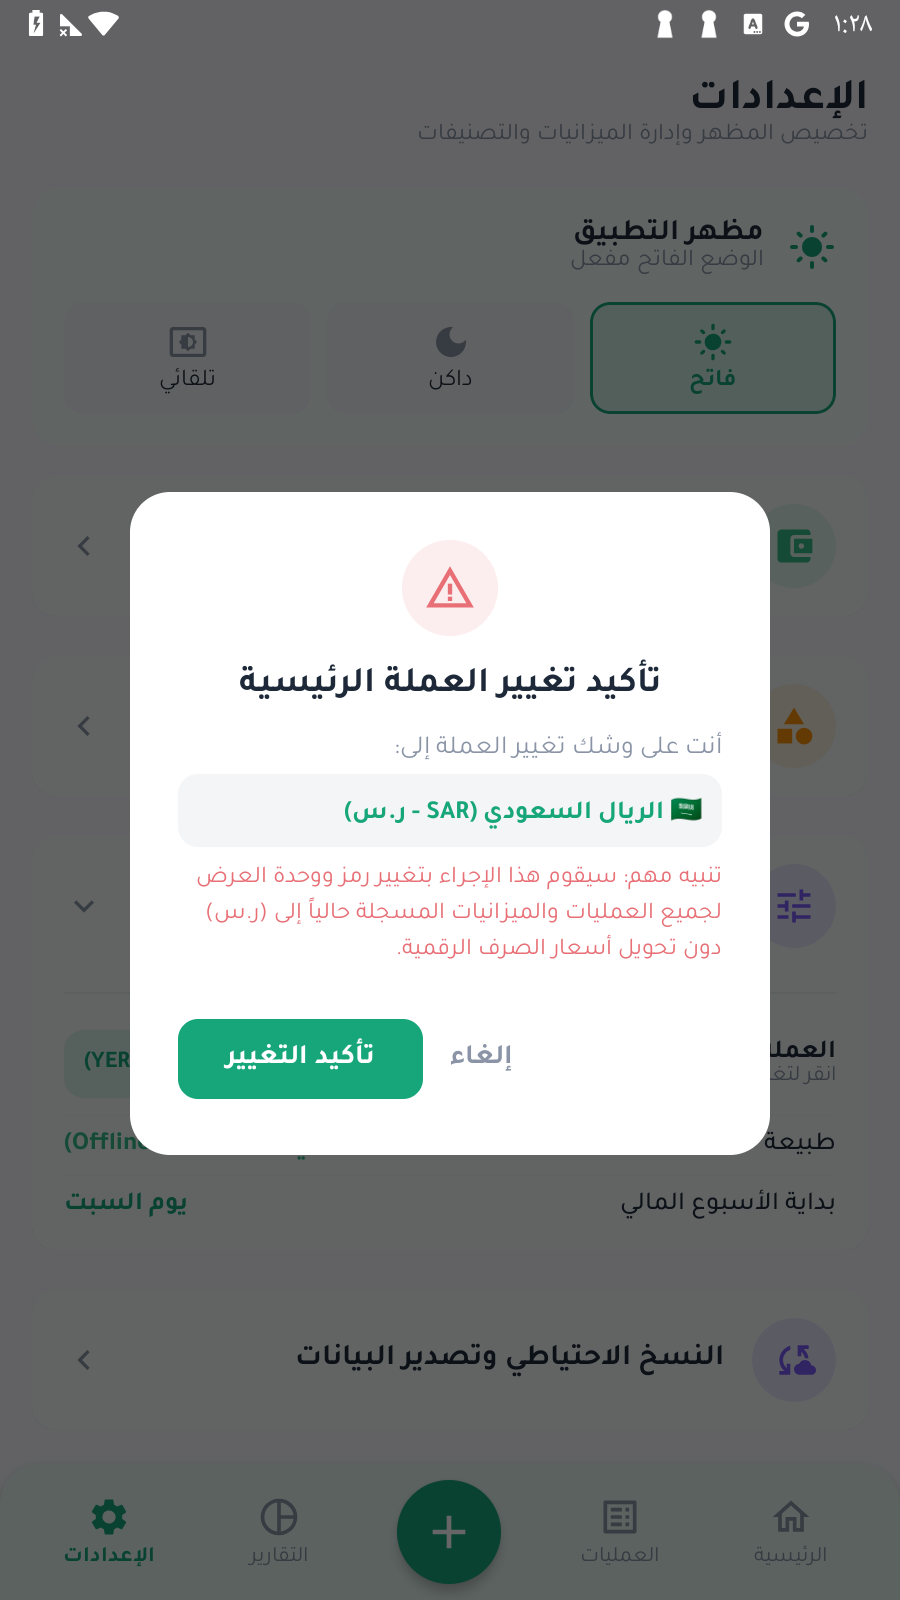 ١:٢٨
الإعدادات
تخصيص المظهر وإدارة الميزانيات والتصنيفات
مظهر التطبيق
الوضع الفاتح مفعل
فاتح
داكن
تلقائي
تأكيد تغيير العملة الرئيسية
أنت على وشك تغيير العملة إلى:
🇸🇦 الريال السعودي (SAR - ر.س)
تنبيه مهم: سيقوم هذا الإجراء بتغيير رمز ووحدة العرض
لجميع العمليات والميزانيات المسجلة حالياً إلى (ر.س)
دون تحويل أسعار الصرف الرقمية.
إلغاء
تأكيد التغيير
(YER
طبيعة
بداية الأسبوع المالي
يوم السبت
النسخ الاحتياطي وتصدير البيانات
الرئيسية
العمليات
التقارير
الإعدادات